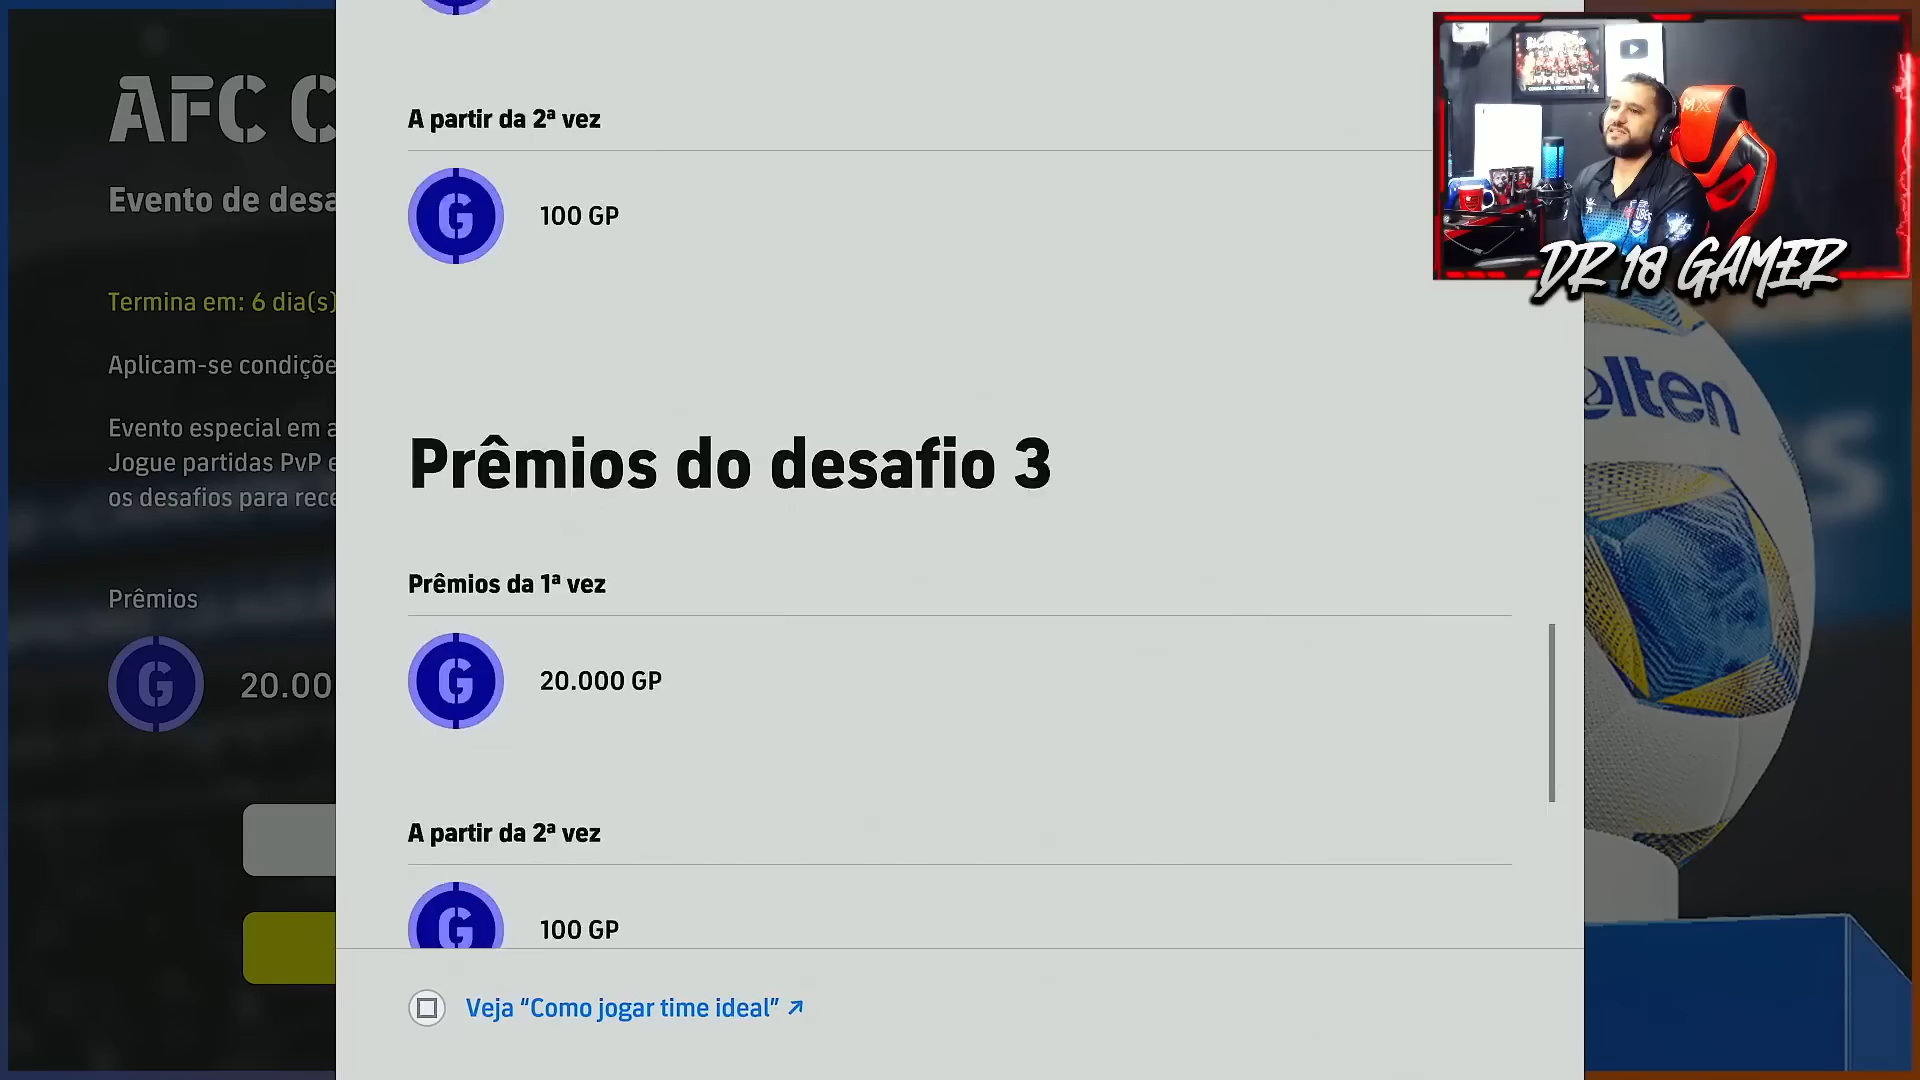 AFC C
Evento de desa
Termina em: 6 dia(s)
Aplicam-se condiçõe
Evento especial em a
Jogue partidas PvP e
os desafios para rece
Prêmios
G
20.00
A partir da 2ª vez
G
100 GP
Prêmios do desafio 3
Prêmios da 1ª vez
G
20.000 GP
A partir da 2ª vez
G
100 GP
Veja “Como jogar time ideal” ↗
MX
DR 18 GAMER
olten
S